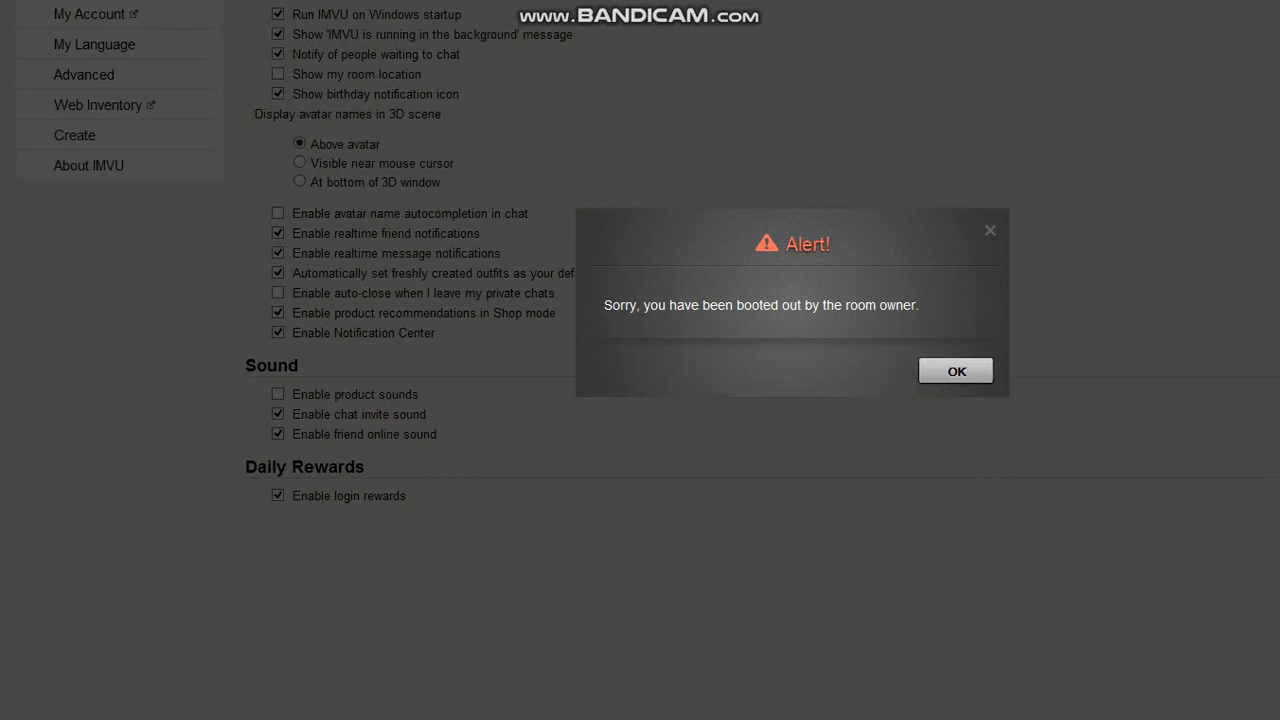 www.BANDICAM.com
My Account
My Language
Advanced
Web Inventory
Create
About IMVU
Run IMVU on Windows startup
Show 'IMVU is running in the background' message
Notify of people waiting to chat
Show my room location
Show birthday notification icon
Display avatar names in 3D scene
Above avatar
Visible near mouse cursor
At bottom of 3D window
Enable avatar name autocompletion in chat
Enable realtime friend notifications
Enable realtime message notifications
Automatically set freshly created outfits as your def
Enable auto-close when I leave my private chats
Enable product recommendations in Shop mode
Enable Notification Center
Sound
Enable product sounds
Enable chat invite sound
Enable friend online sound
Daily Rewards
Enable login rewards
Alert!
Sorry, you have been booted out by the room owner.
OK